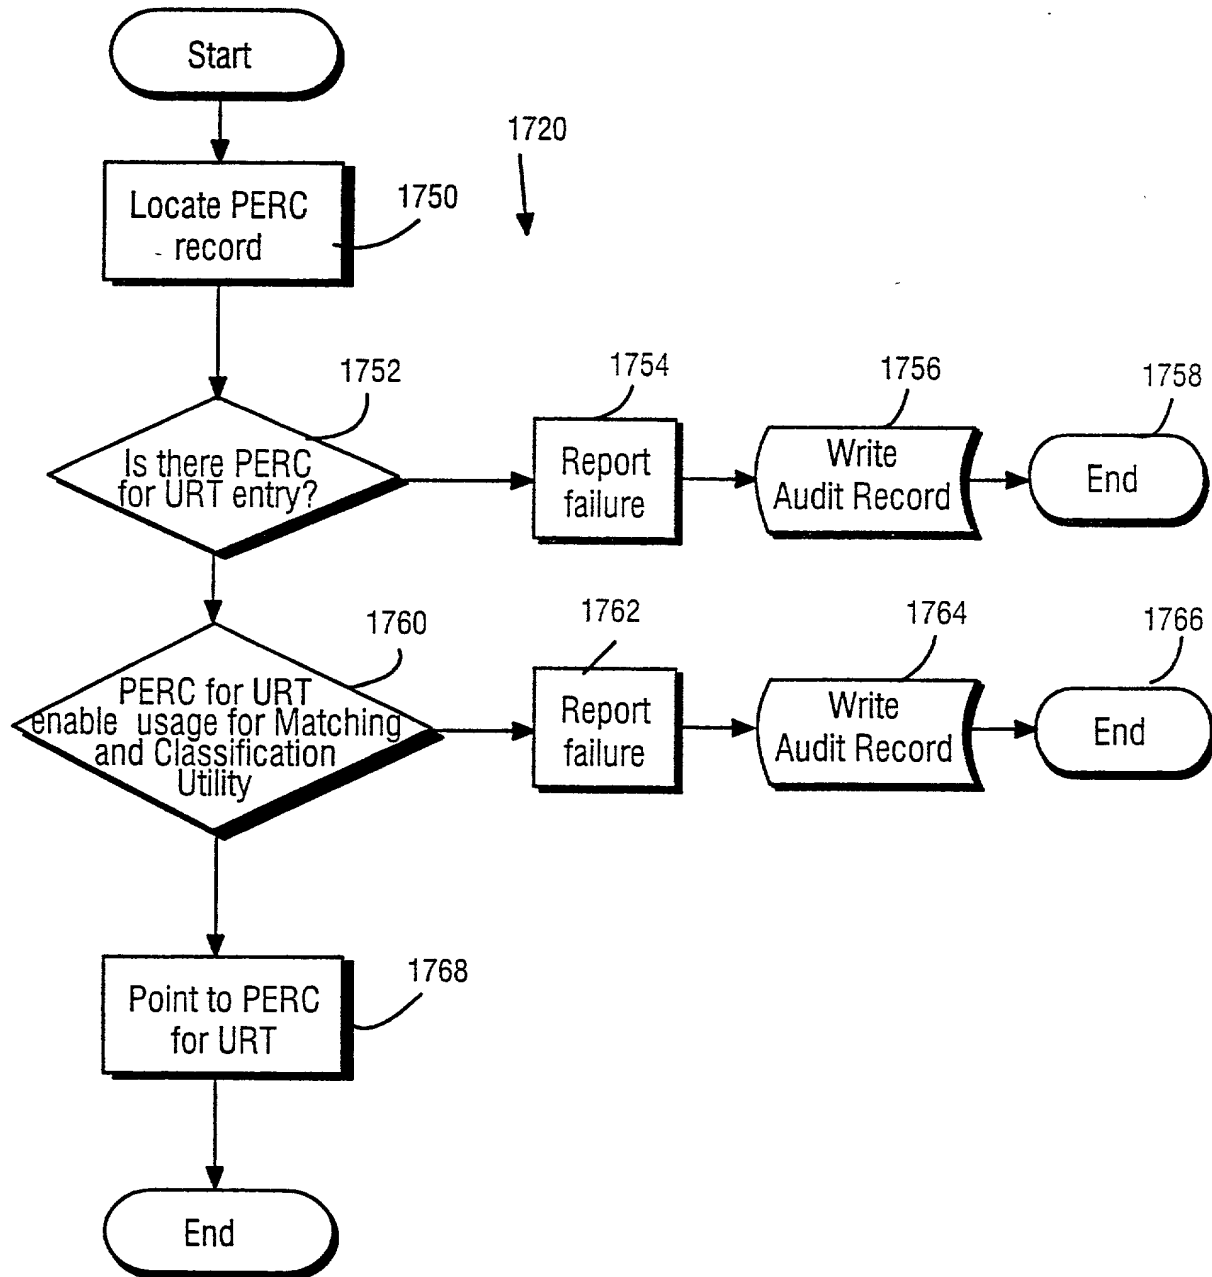 Start
1720
1750
Locate PERC
record
1752
1754
1756
1758
Is there PERC
for URT entry?
Report
failure
Write
Audit Record
End
1760
1762
1764
1766
PERC for URT
enable usage for Matching
and Classification
Utility
Report
failure
Write
Audit Record
End
1768
Point to PERC
for URT
End